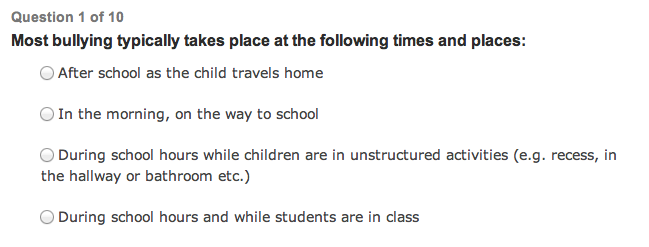 Question 1 of 10
Most bullying typically takes place at the following times and places:
After school as the child travels home
In the morning, on the way to school
During school hours while children are in unstructured activities (e.g. recess, in
the hallway or bathroom etc.)
During school hours and while students are in class